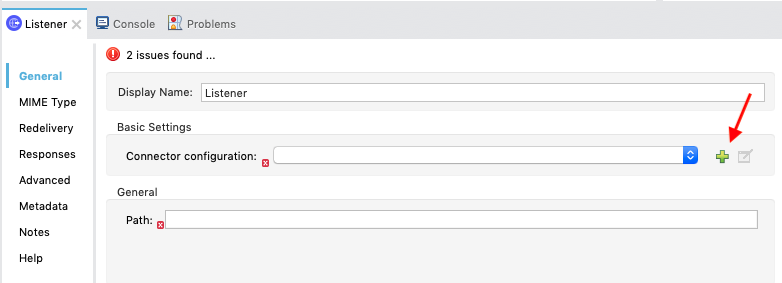 Listener
Console
Problems
2 issues found ...
General
MIME Type
Redelivery
Responses
Advanced
Metadata
Notes
Help
Display Name: Listener
Basic Settings
Connector configuration:
General
Path: